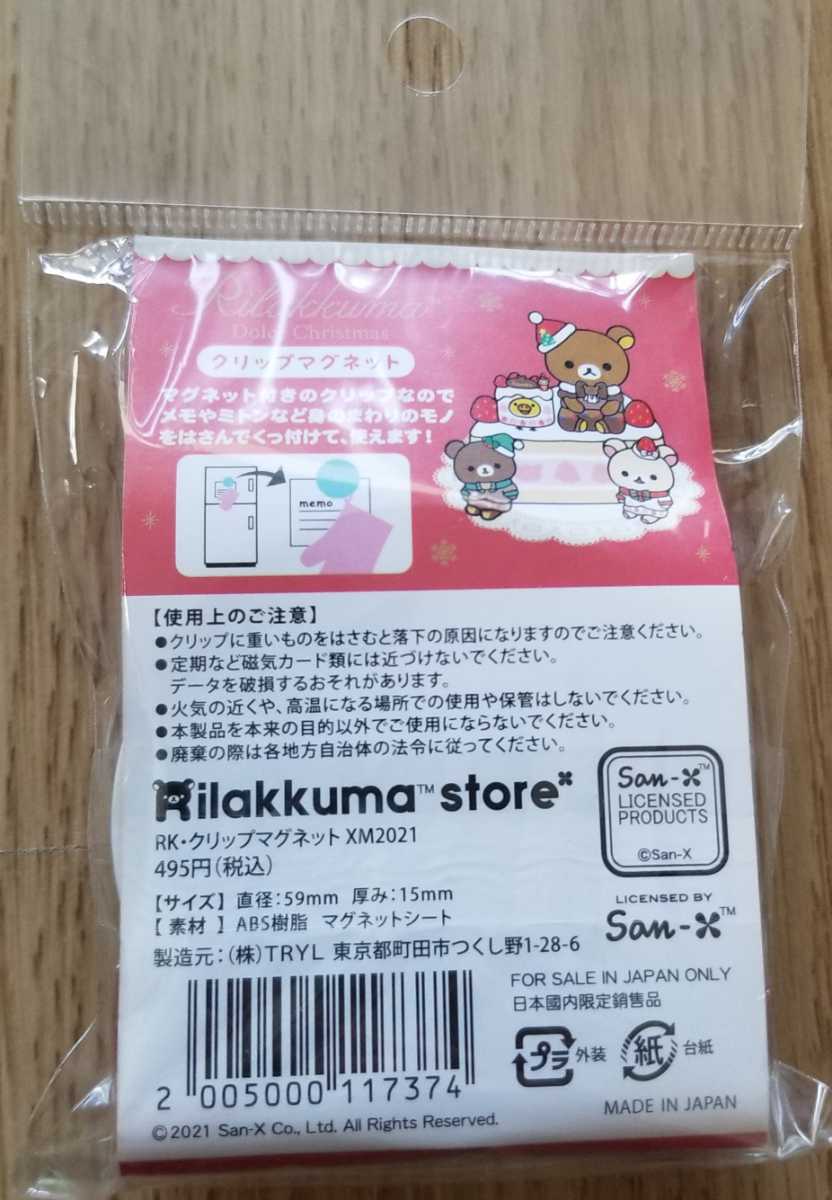 Rilakkuma
Dolce Christmas
クリップマグネット
マグネット付きのクリップなので
メモやミトンなど身のまわりのモノ
をはさんでくっ付けて、使えます!
memo
【使用上のご注意】
●クリップに重いものをはさむと落下の原因になりますのでご注意ください。
●定期など磁気カード類には近づけないでください。
データを破損するおそれがあります。
●火気の近くや、高温になる場所での使用や保管はしないでください。
●本製品を本来の目的以外でご使用にならないでください。
●廃棄の際は各地方自治体の法令に従ってください。
Rilakkuma™ store
RK・クリップマグネット XM2021
495円(税込)
San-X™
LICENSED
PRODUCTS
©San-X
【サイズ】 直径:59mm 厚み:15mm
【 素材 】 ABS樹脂 マグネットシート
製造元:(株)TRYL 東京都町田市つくし野1-28-6
LICENSED BY
San-X™
FOR SALE IN JAPAN ONLY
日本國内限定銷售品
プラ 外装
紙 台紙
2 005000 117374
MADE IN JAPAN
©2021 San-X Co., Ltd. All Rights Reserved.